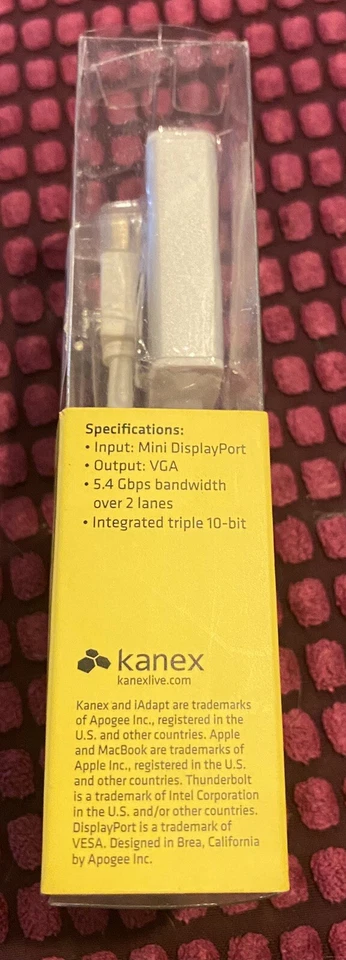 Specifications:
• Input: Mini DisplayPort
• Output: VGA
• 5.4 Gbps bandwidth
over 2 lanes
• Integrated triple 10-bit
kanex
kanexlive.com
Kanex and iAdapt are trademarks
of Apogee Inc., registered in the
U.S. and other countries. Apple
and MacBook are trademarks of
Apple Inc., registered in the U.S.
and other countries. Thunderbolt
is a trademark of Intel Corporation
in the U.S. and/or other countries.
DisplayPort is a trademark of
VESA. Designed in Brea, California
by Apogee Inc.